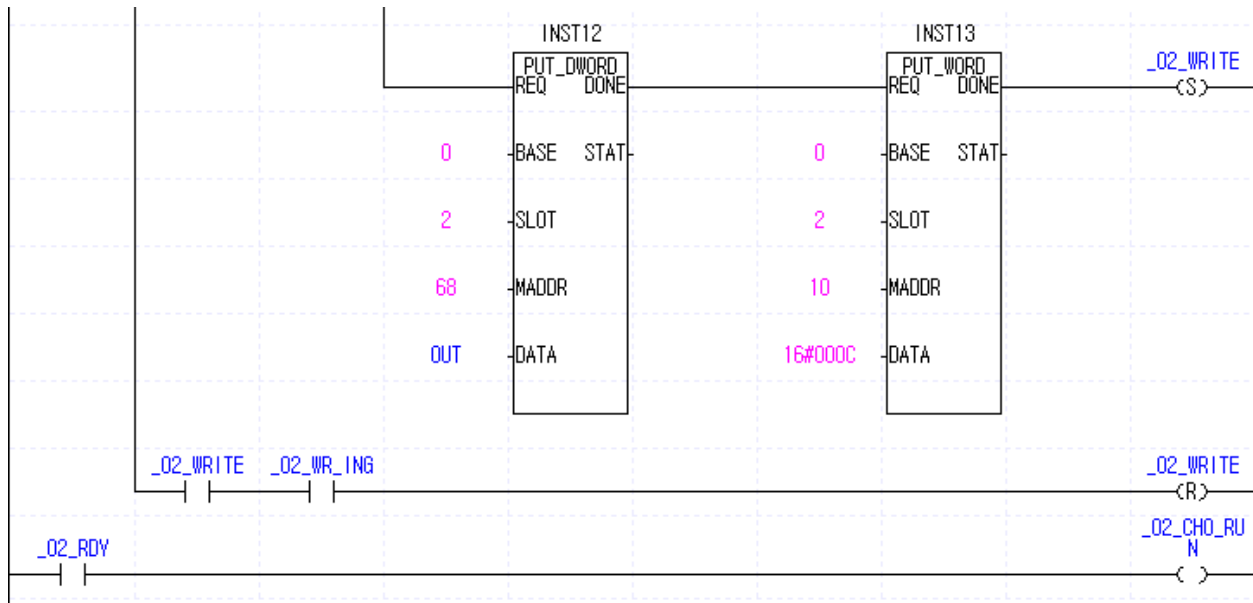 INST12 INST13
PUT_DWORD PUT_WORD _02_WRITE
REQ DONE REQ DONE (S)
0 BASE STAT 0 BASE STAT
2 SLOT 2 SLOT
68 MADDR 10 MADDR
OUT DATA 16#000C DATA
_02_WRITE _02_WR_ING _02_WRITE
(R)
_02_RDY _02_CH0_RU
N